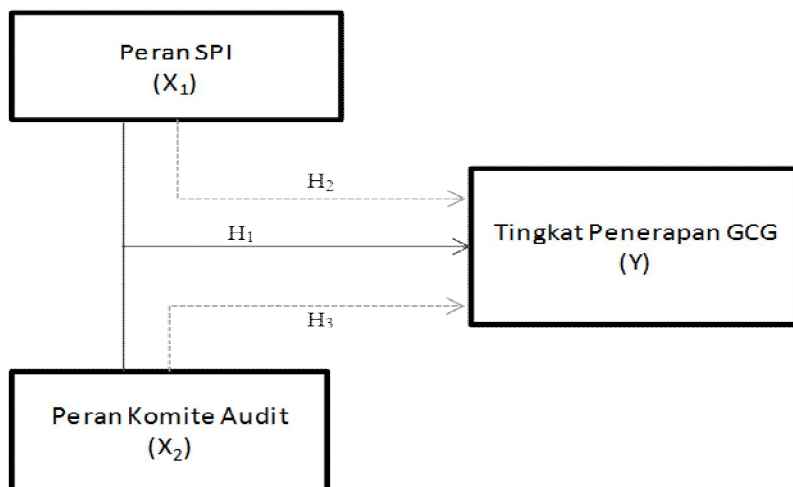 Peran SPI
(X₁)
H₂
H₁
Tingkat Penerapan GCG
(Y)
H₃
Peran Komite Audit
(X₂)